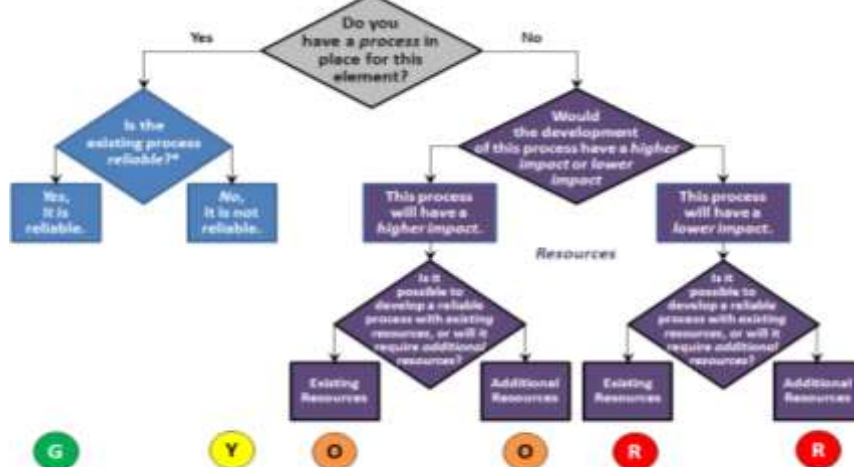 Do you
have a process in
place for this
element?
Yes
No
Is the
existing process
reliable?*
Would
the development
of this process have a higher
impact or lower
impact
Yes,
it is
reliable.
No,
it is not
reliable.
This process
will have a
higher impact.
This process
will have a
lower impact.
Resources
Is it
possible to
develop a reliable
process with existing
resources, or will it
require additional
resources?
Is it
possible to
develop a reliable
process with existing
resources, or will it
require additional
resources?
Existing
Resources
Additional
Resources
Existing
Resources
Additional
Resources
G
Y
O
O
R
R